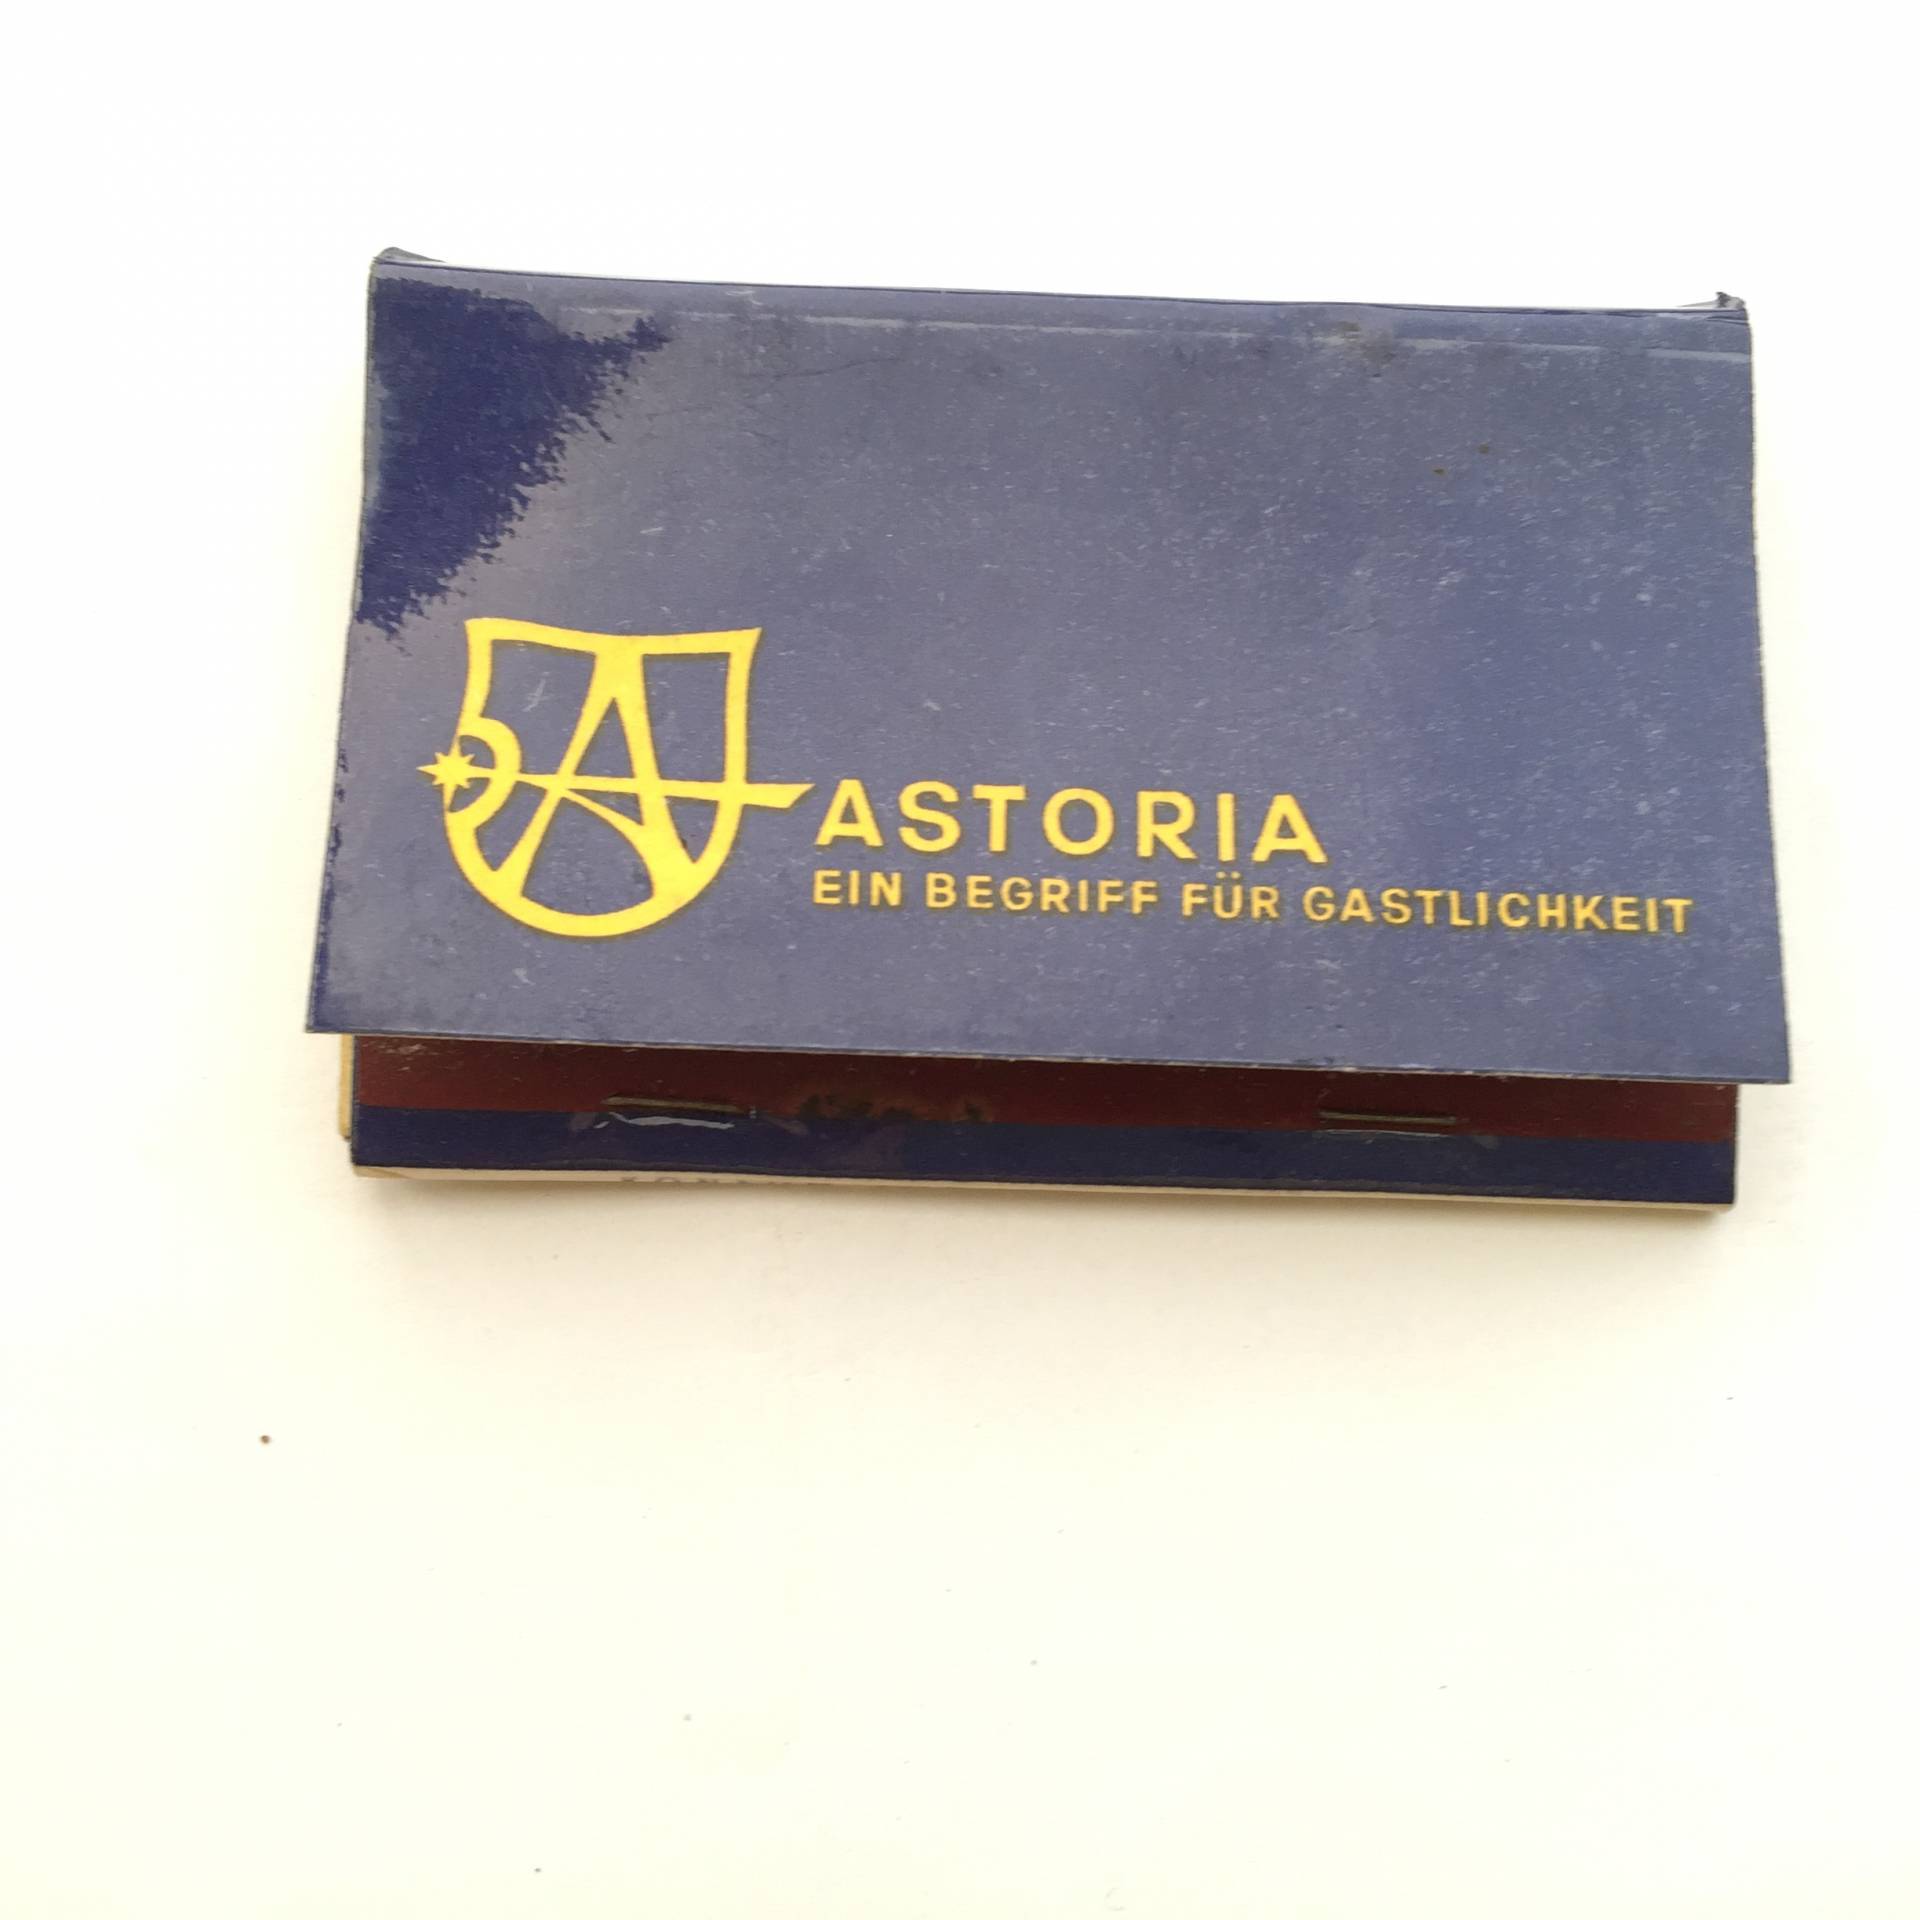 ASTORIA
EIN BEGRIFF FÜR GASTLICHKEIT